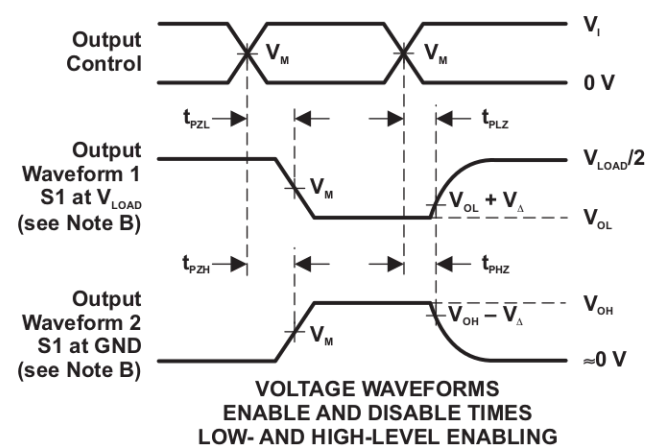 Output
Control
V_M
V_M
V_I
0 V
t_PZL
t_PLZ
Output
Waveform 1
S1 at V_LOAD
(see Note B)
V_M
V_LOAD/2
V_OL + V_Δ
V_OL
t_PZH
t_PHZ
Output
Waveform 2
S1 at GND
(see Note B)
V_M
V_OH
V_OH – V_Δ
≈0 V
VOLTAGE WAVEFORMS
ENABLE AND DISABLE TIMES
LOW- AND HIGH-LEVEL ENABLING